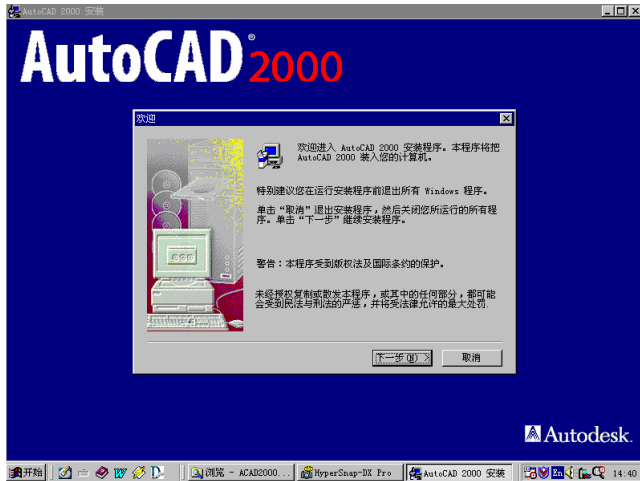 AutoCAD 2000 安装
AutoCAD 2000
欢迎
欢迎进入 AutoCAD 2000 安装程序。本程序将把
AutoCAD 2000 装入您的计算机。
特别建议您在运行安装程序前退出所有 Windows 程序。
单击“取消”退出安装程序，然后关闭您所运行的所有程
序。单击“下一步”继续安装程序。
警告：本程序受到版权法及国际条约的保护。
未经授权复制或散发本程序，或其中的任何部分，都可能
会受到民法与刑法的严惩，并将受法律允许的最大处罚.
下一步(N) >
取消
Autodesk.
开始
浏览 - ACAD2000...
HyperSnap-DX Pro
AutoCAD 2000 安装
En
14:40